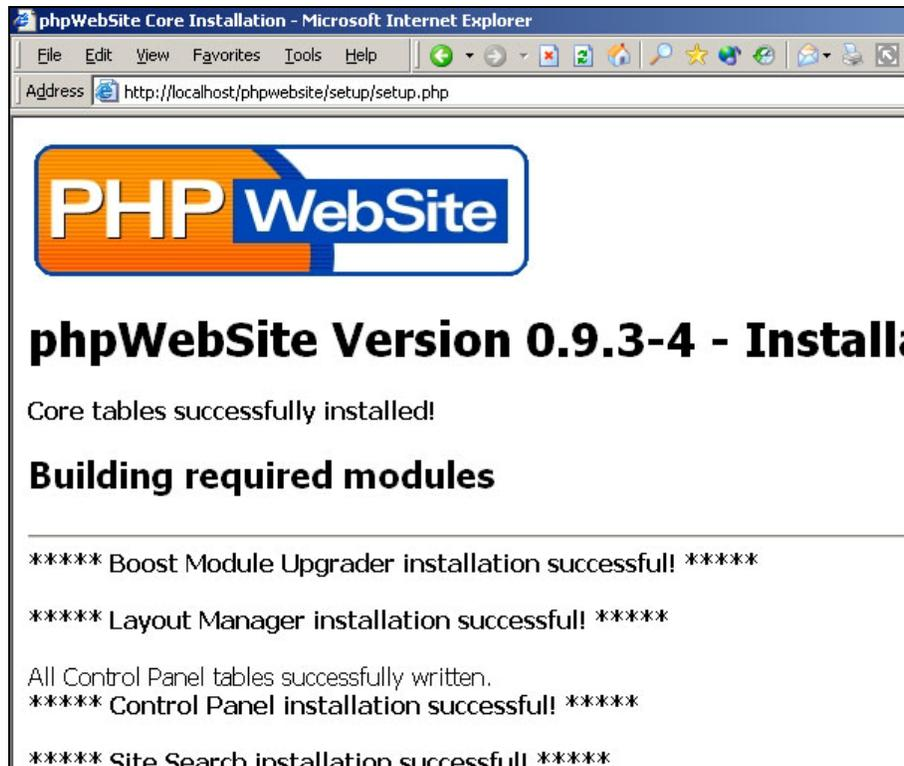 phpWebSite Core Installation - Microsoft Internet Explorer
File Edit View Favorites Tools Help
Address http://localhost/phpwebsite/setup/setup.php
PHP WebSite
phpWebSite Version 0.9.3-4 - Installa
Core tables successfully installed!
Building required modules
***** Boost Module Upgrader installation successful! *****
***** Layout Manager installation successful! *****
All Control Panel tables successfully written.
***** Control Panel installation successful! *****
***** Site Search installation successful! *****